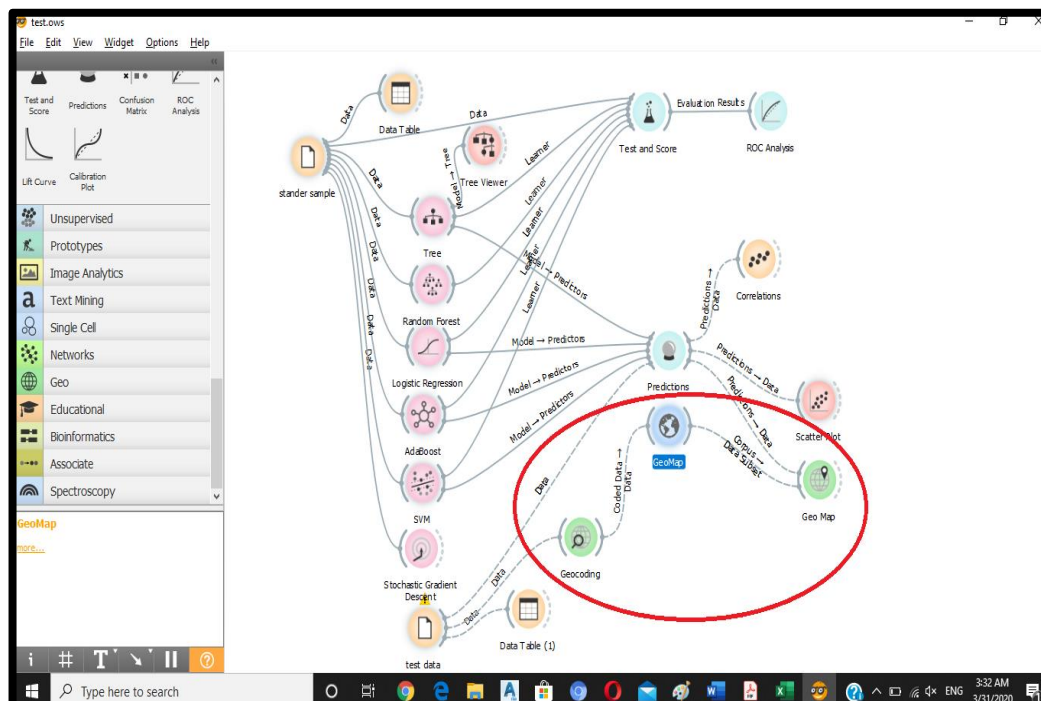 test.ows
File Edit View Widget Options Help
Test and Score
Predictions
Confusion Matrix
ROC Analysis
Lift Curve
Calibration Plot
Unsupervised
Prototypes
Image Analytics
a Text Mining
Single Cell
Networks
Geo
Educational
Bioinformatics
Associate
Spectroscopy
GeoMap
more...
stander sample
Data
Data Table
Data
Test and Score
Evaluation Results
ROC Analysis
Model → Tree
Tree Viewer
Learner
Data
Tree
Learner
Data
Random Forest
Learner
Data
Logistic Regression
Learner
Data
AdaBoost
Learner
Data
SVM
Data
Stochastic Gradient Descent
Model → Predictors
Model → Predictors
Model → Predictors
Model → Predictors
Predictions
Predictions → Data
Correlations
Predictions → Data
Scatter Plot
Predictions → Data
GeoMap
Corpus → Data Subset
Geo Map
Coded Data → Data
Geocoding
Data
Data
Data
test data
Data Table (1)
Type here to search
ENG
3:32 AM
3/31/2020